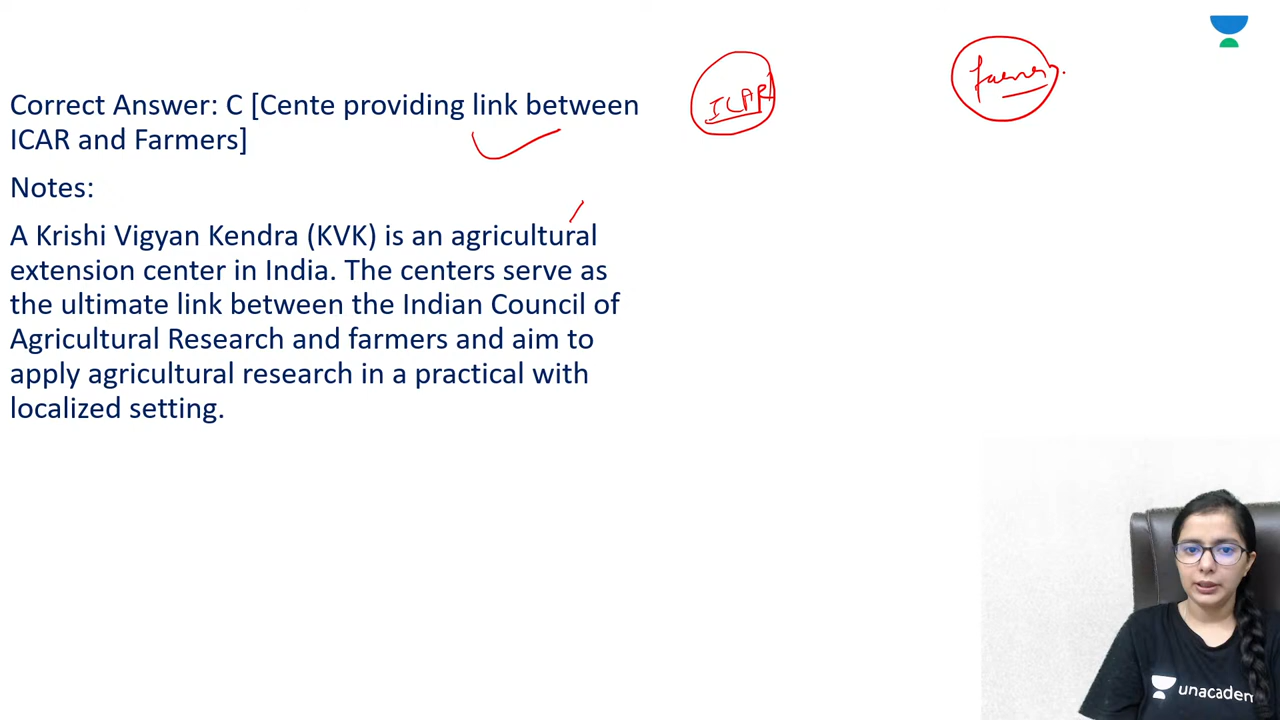 Correct Answer: C [Cente providing link between
ICAR and Farmers]
Notes:
A Krishi Vigyan Kendra (KVK) is an agricultural
extension center in India. The centers serve as
the ultimate link between the Indian Council of
Agricultural Research and farmers and aim to
apply agricultural research in a practical with
localized setting.
ICAR
farmer
unacadem